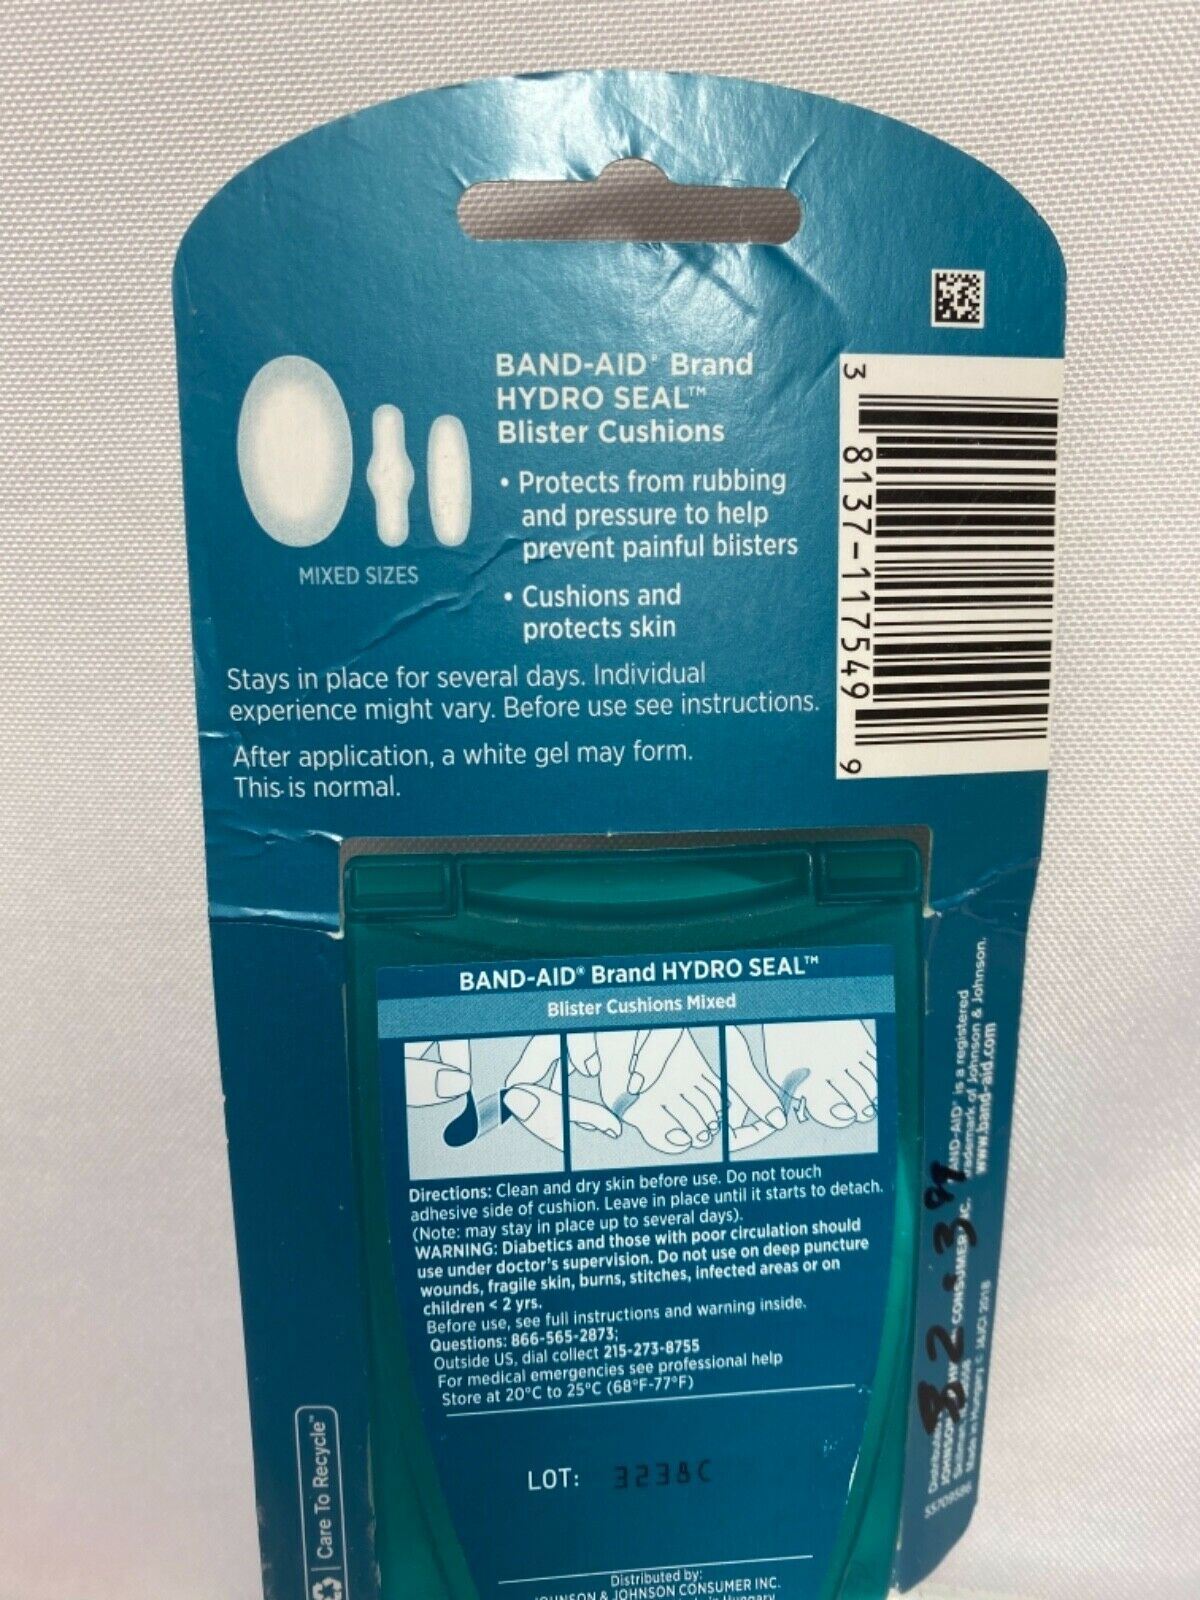 BAND-AID® Brand
HYDRO SEAL™
Blister Cushions
• Protects from rubbing
and pressure to help
prevent painful blisters
• Cushions and
protects skin
MIXED SIZES
Stays in place for several days. Individual
experience might vary. Before use see instructions.
After application, a white gel may form.
This is normal.
3 8137-117549 9
BAND-AID® Brand HYDRO SEAL™
Blister Cushions Mixed
Directions: Clean and dry skin before use. Do not touch
adhesive side of cushion. Leave in place until it starts to detach.
(Note: may stay in place up to several days).
WARNING: Diabetics and those with poor circulation should
use under doctor's supervision. Do not use on deep puncture
wounds, fragile skin, burns, stitches, infected areas or on
children < 2 yrs.
Before use, see full instructions and warning inside.
Questions: 866-565-2873;
Outside US, dial collect 215-273-8755
For medical emergencies see professional help
Store at 20°C to 25°C (68°F-77°F)
LOT: 3238C
Distributed by:
JOHNSON & JOHNSON CONSUMER INC.
Care To Recycle™
is a registered
trademark of Johnson & Johnson.
www.band-aid.com
JOHNSON CONSUMER INC.
Made in Hungary © J&JCI 2018
55709586